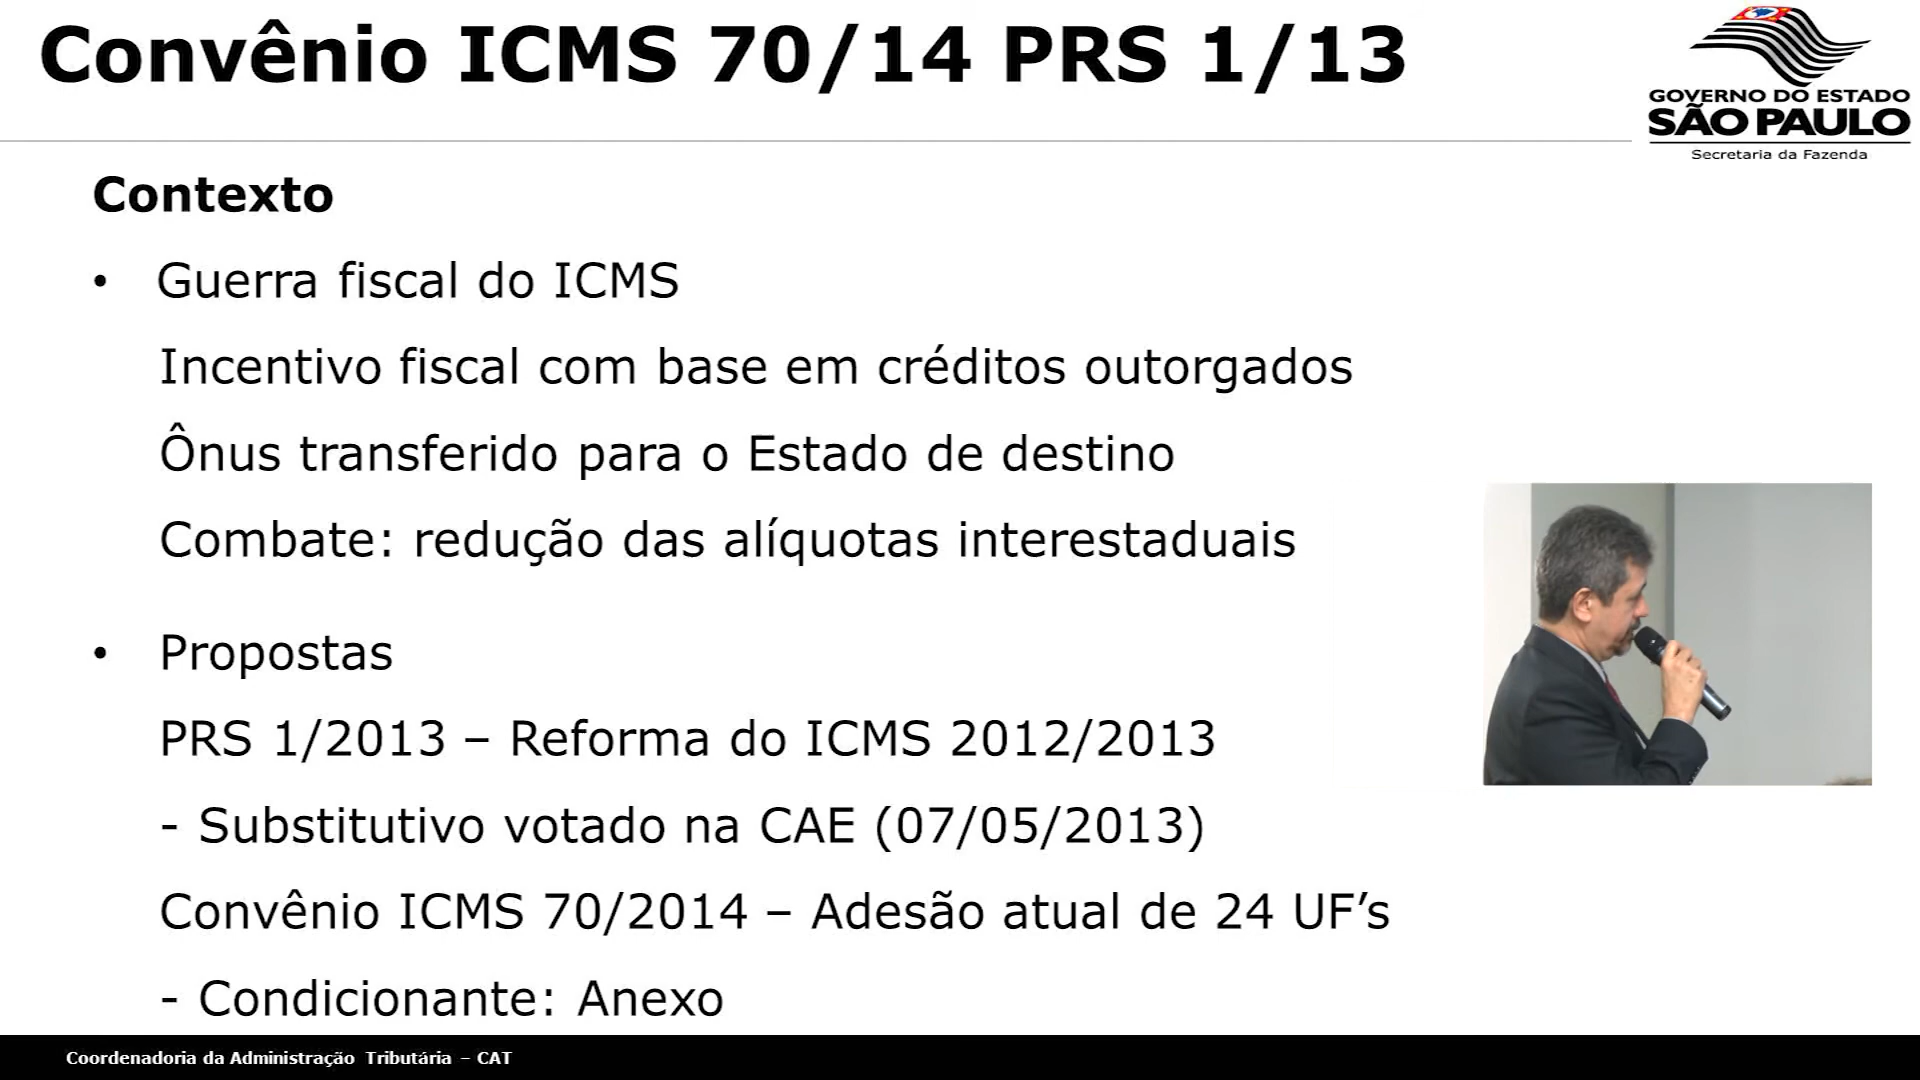 Convênio ICMS 70/14 PRS 1/13
GOVERNO DO ESTADO
SÃO PAULO
Secretaria da Fazenda
Contexto
• Guerra fiscal do ICMS
Incentivo fiscal com base em créditos outorgados
Ônus transferido para o Estado de destino
Combate: redução das alíquotas interestaduais
• Propostas
PRS 1/2013 – Reforma do ICMS 2012/2013
- Substitutivo votado na CAE (07/05/2013)
Convênio ICMS 70/2014 – Adesão atual de 24 UF’s
- Condicionante: Anexo
Coordenadoria da Administração Tributária – CAT